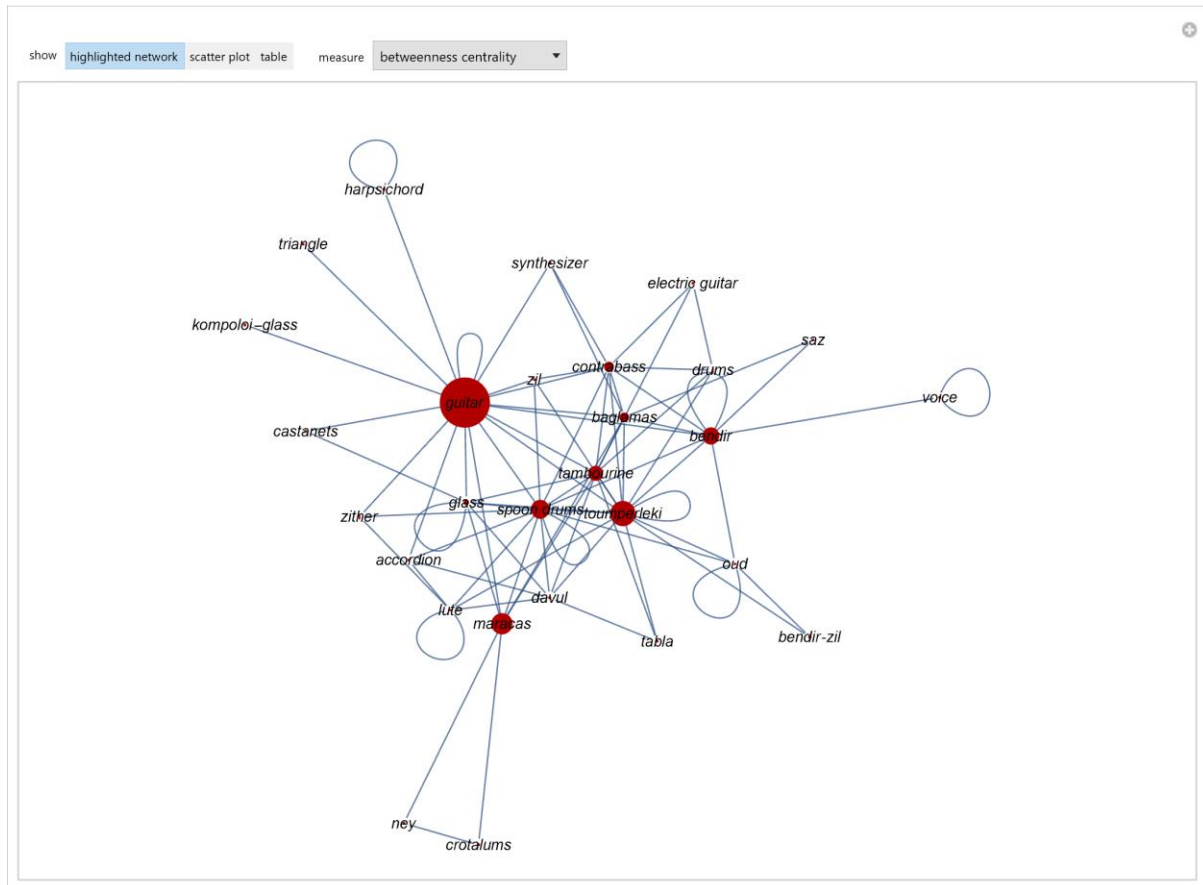 show highlighted network scatter plot table measure betweenness centrality
harpsichord
triangle
synthesizer
electric guitar
kompoloi-glass
saz
contrabass
drums
zil
voice
guitar
baglamas
castanets
bendir
tambourine
glass
spoon drums
toumperleki
zither
accordion
oud
davul
lute
maracas
bendir-zil
tabla
ney
crotalums